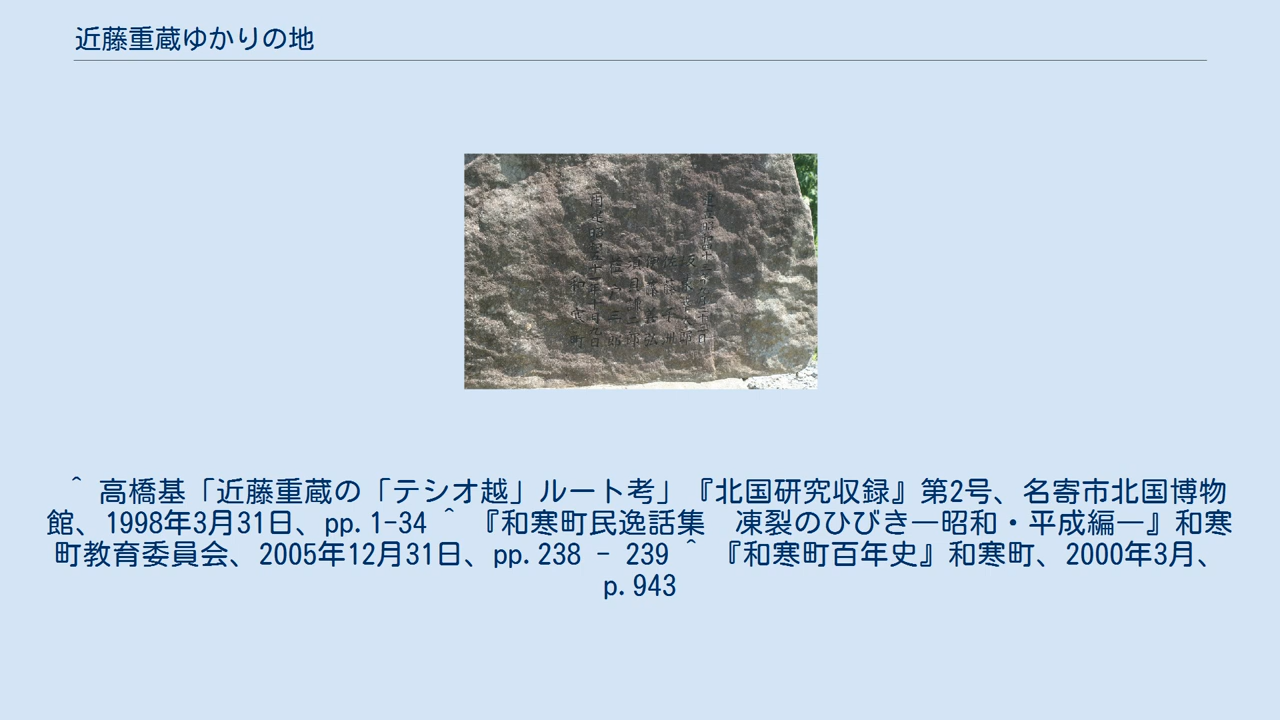 近藤重蔵ゆかりの地
^ 高橋基「近藤重蔵の「テシオ越」ルート考」『北国研究収録』第2号、名寄市北国博物
館、1998年3月31日、pp.1-34 ^ 『和寒町民逸話集　凍裂のひびき―昭和・平成編―』和寒
町教育委員会、2005年12月31日、pp.238 - 239 ^ 『和寒町百年史』和寒町、2000年3月、
p.943